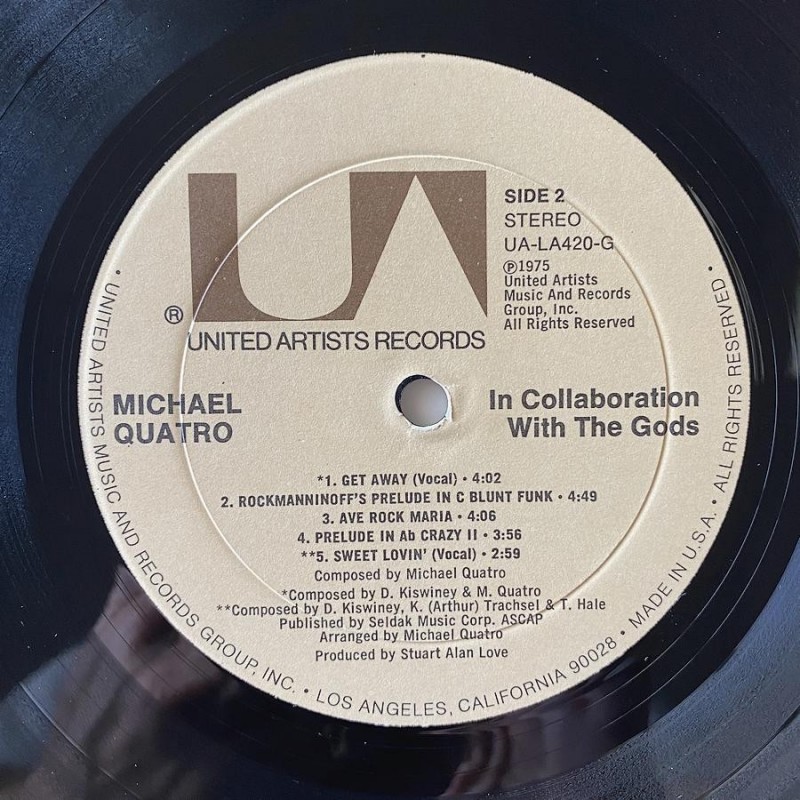 UA
®
UNITED ARTISTS RECORDS
SIDE 2
STEREO
UA-LA420-G
℗1975
United Artists
Music And Records
Group, Inc.
All Rights Reserved
MICHAEL
QUATRO
In Collaboration
With The Gods
*1. GET AWAY (Vocal) • 4:02
2. ROCKMANNINOFF'S PRELUDE IN C BLUNT FUNK • 4:49
3. AVE ROCK MARIA • 4:06
4. PRELUDE IN Ab CRAZY II • 3:56
**5. SWEET LOVIN' (Vocal) • 2:59
Composed by Michael Quatro
*Composed by D. Kiswiney & M. Quatro
**Composed by D. Kiswiney, K. (Arthur) Trachsel & T. Hale
Published by Seldak Music Corp. ASCAP
Arranged by Michael Quatro
Produced by Stuart Alan Love
• UNITED ARTISTS MUSIC AND RECORDS GROUP, INC. • LOS ANGELES, CALIFORNIA 90028 • MADE IN U.S.A. • ALL RIGHTS RESERVED •